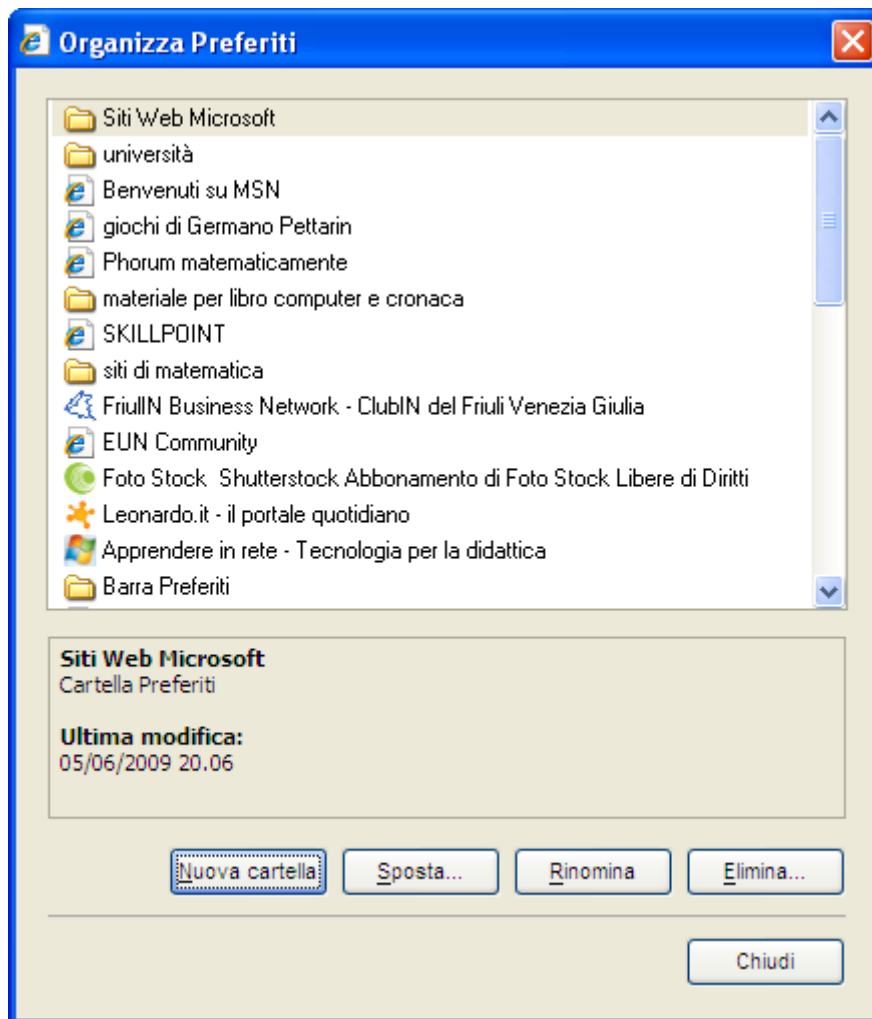 Organizza Preferiti
Siti Web Microsoft
università
Benvenuti su MSN
giochi di Germano Pettarin
Phorum matematicamente
materiale per libro computer e cronaca
SKILLPOINT
siti di matematica
FriulIN Business Network - ClubIN del Friuli Venezia Giulia
EUN Community
Foto Stock  Shutterstock Abbonamento di Foto Stock Libere di Diritti
Leonardo.it - il portale quotidiano
Apprendere in rete - Tecnologia per la didattica
Barra Preferiti
Siti Web Microsoft
Cartella Preferiti
Ultima modifica:
05/06/2009 20.06
Nuova cartella Sposta... Rinomina Elimina...
Chiudi